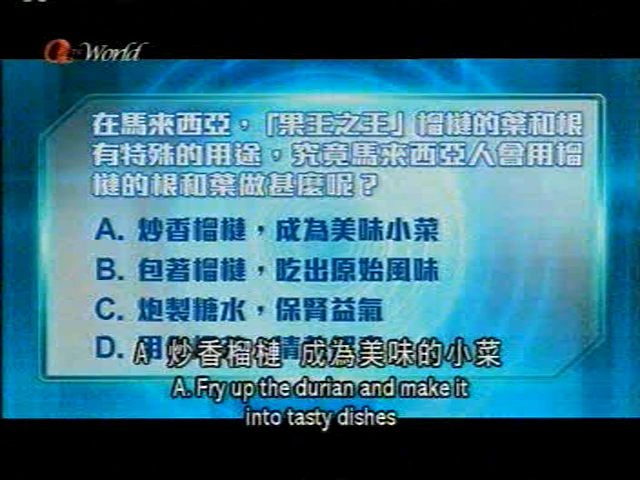 World
在馬來西亞，「果王之王」榴槤的葉和根
有特殊的用途，究竟馬來西亞人會用榴
槤的根和葉做甚麼呢？
A. 炒香榴槤，成為美味小菜
B. 包著榴槤，吃出原始風味
C. 炮製糖水，保腎益氣
D. 用
A 炒香榴槤 成為美味的小菜
A. Fry up the durian and make it
into tasty dishes